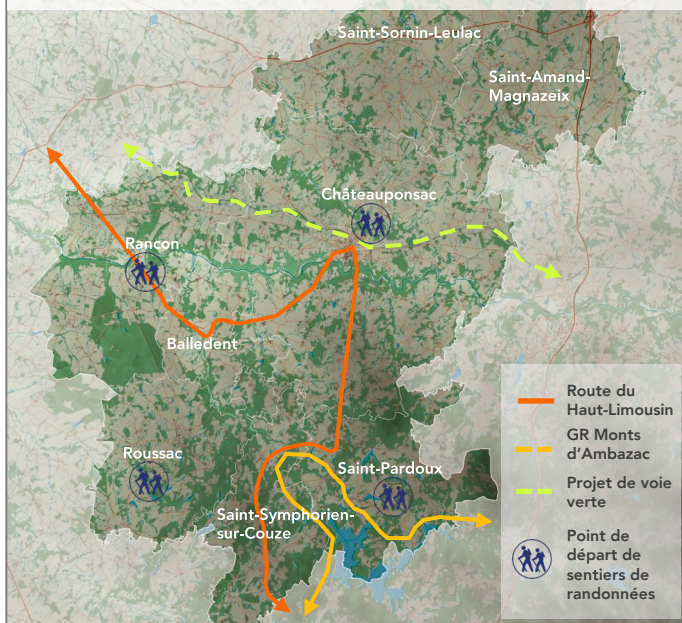 Saint-Sornin-Leulac
Saint-Amand-
Magnazeix
Châteauponsac
Rancon
Balledent
Roussac
Saint-Pardoux
Saint-Symphorien-
sur-Couze
Route du
Haut-Limousin
GR Monts
d'Ambazac
Projet de voie
verte
Point de
départ de
sentiers de
randonnées